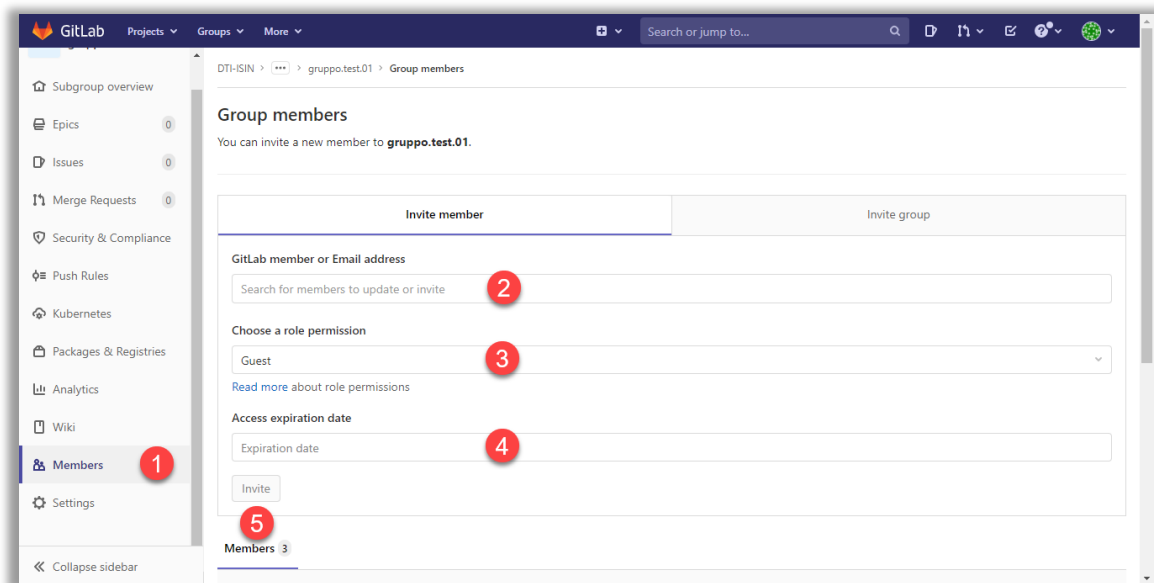 GitLab Projects Groups More Search or jump to...
DTI-ISIN > ••• > gruppo.test.01 > Group members
Subgroup overview
Epics 0
Issues 0
Merge Requests 0
Security & Compliance
Push Rules
Kubernetes
Packages & Registries
Analytics
Wiki
Members 1
Settings
Collapse sidebar
Group members
You can invite a new member to gruppo.test.01.
Invite member Invite group
GitLab member or Email address
Search for members to update or invite 2
Choose a role permission
Guest 3
Read more about role permissions
Access expiration date
Expiration date 4
Invite
5
Members 3